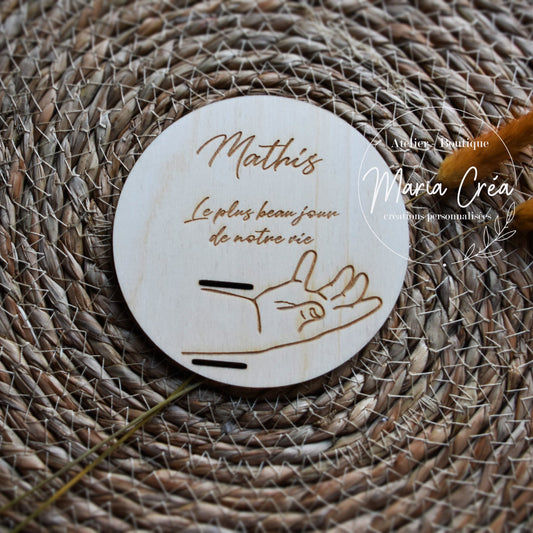 Mathis
Le plus beau jour
de notre vie
Atelier / Boutique
Maria Créa
créations personnalisées